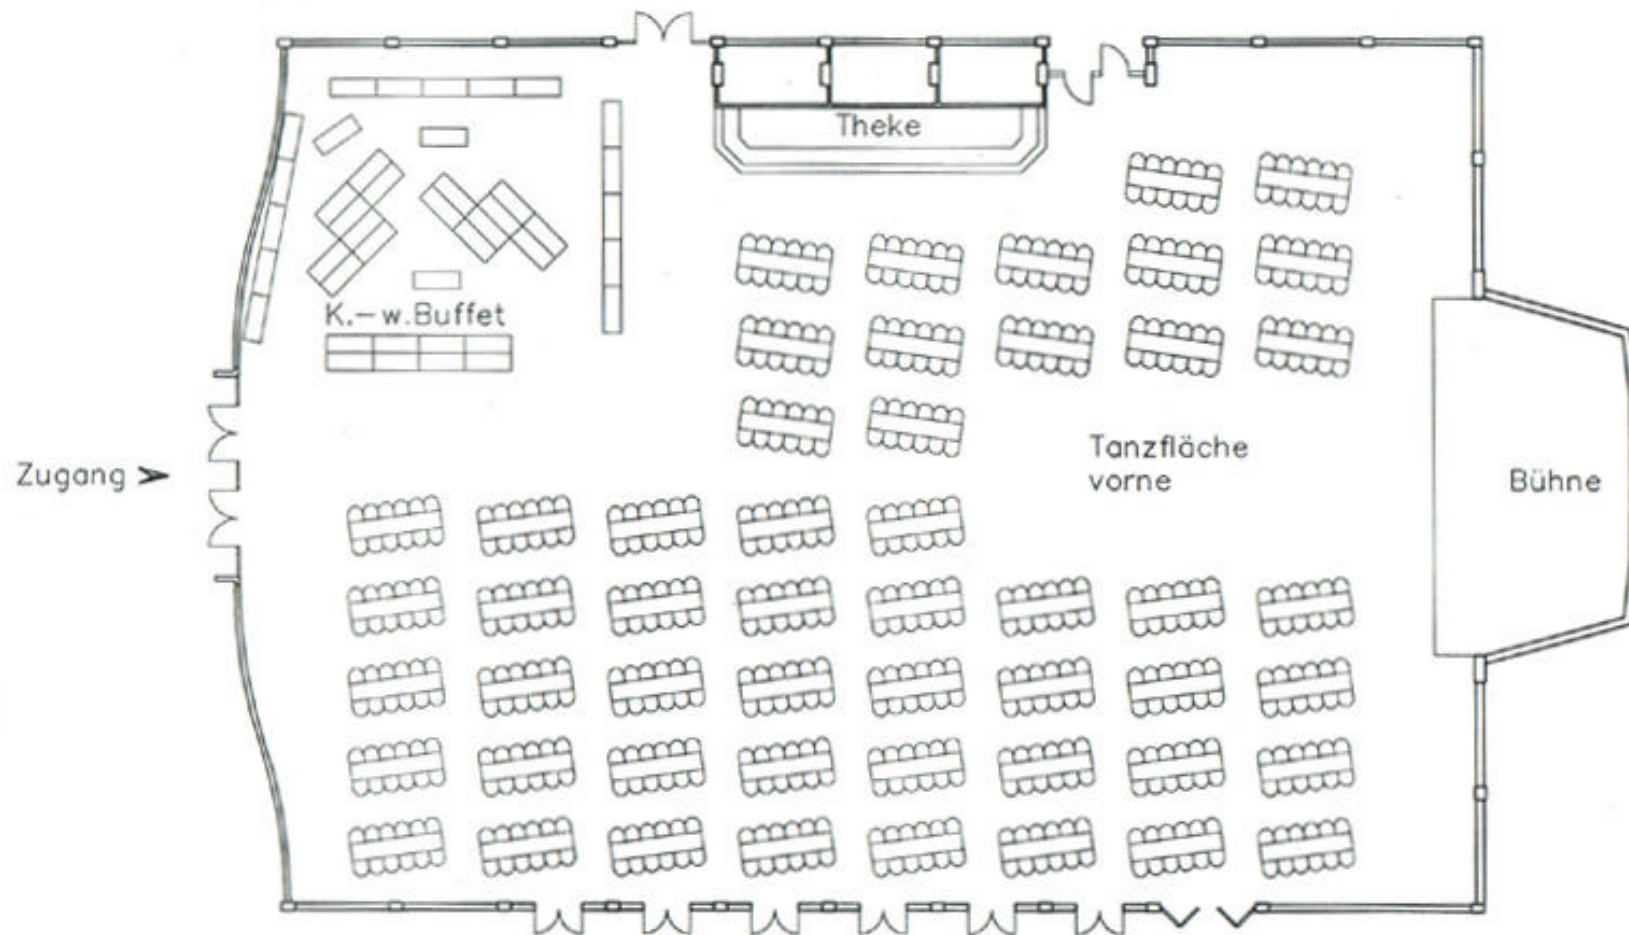 Theke
K.-w.Buffet
Tanzfläche
vorne
Zugang
Bühne